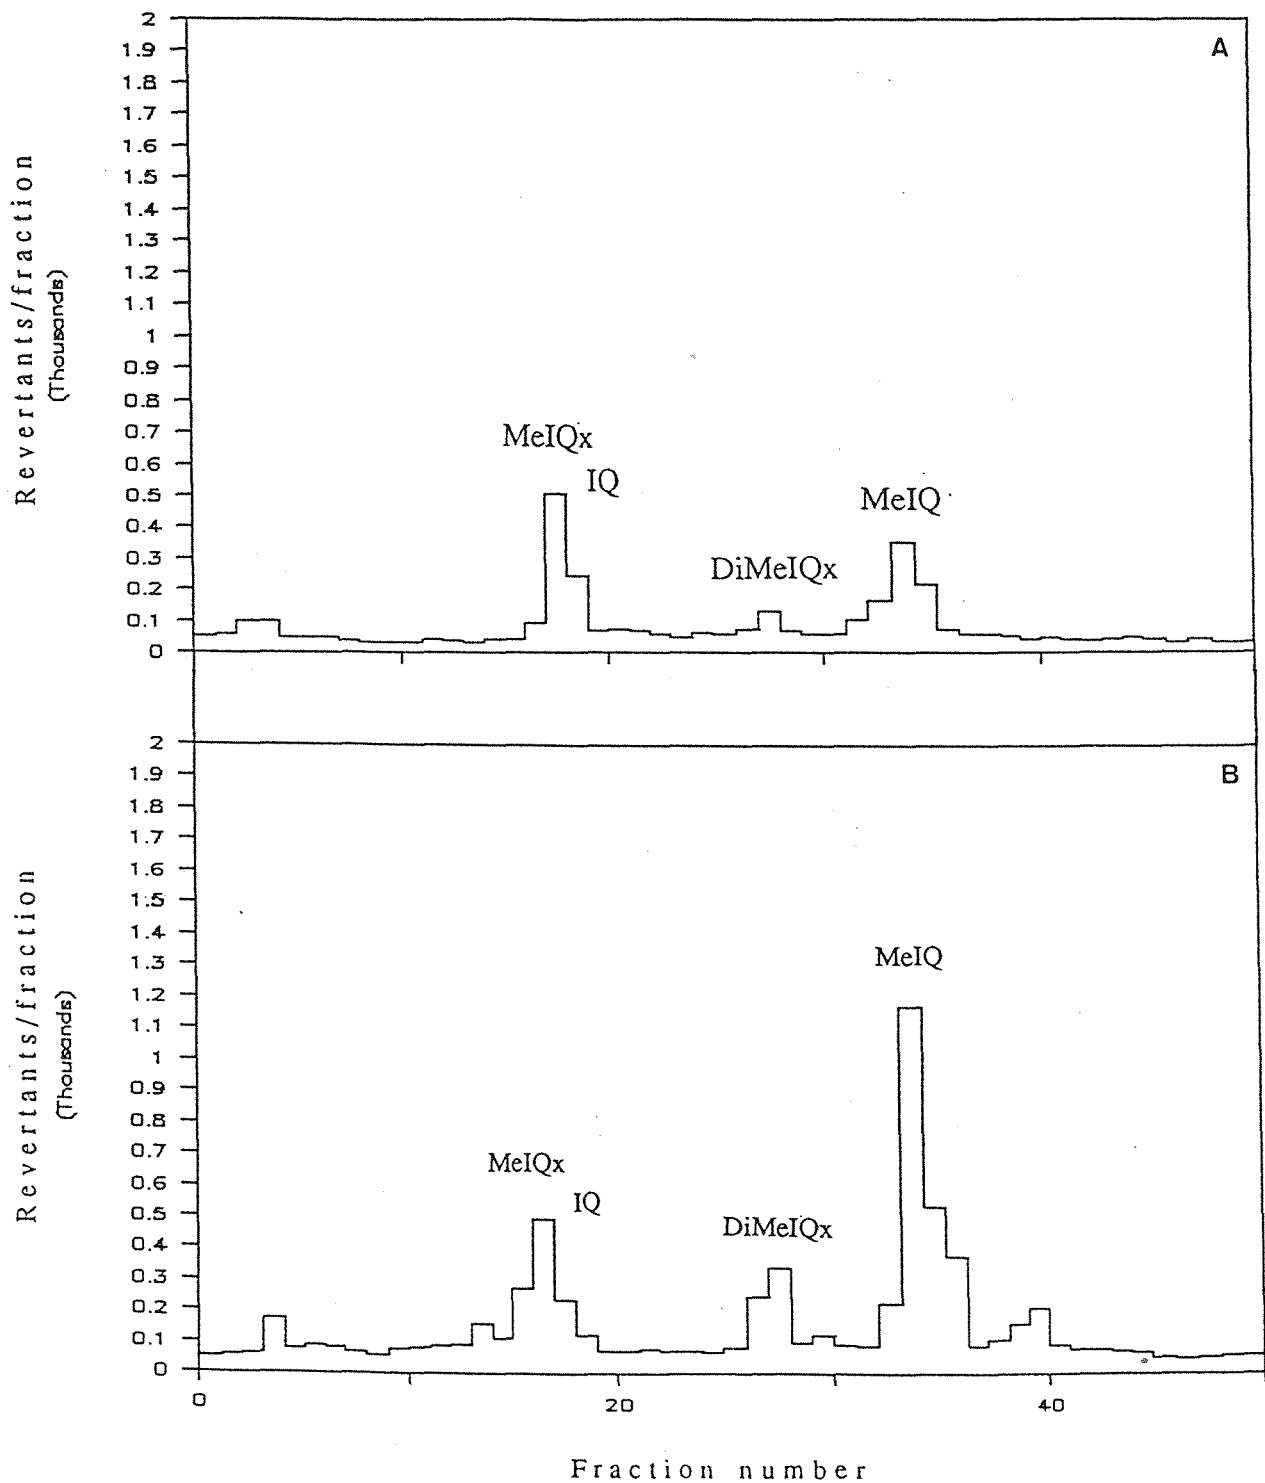 A
2
1.9
1.8
1.7
1.6
1.5
1.4
1.3
1.2
1.1
1
0.9
0.8
0.7
0.6
0.5
0.4
0.3
0.2
0.1
0
Revertants/fraction
(Thousands)
MeIQx
IQ
MeIQ
DiMeIQx
B
2
1.9
1.8
1.7
1.6
1.5
1.4
1.3
1.2
1.1
1
0.9
0.8
0.7
0.6
0.5
0.4
0.3
0.2
0.1
0
Revertants/fraction
(Thousands)
MeIQ
MeIQx
IQ
DiMeIQx
0 20 40
Fraction number